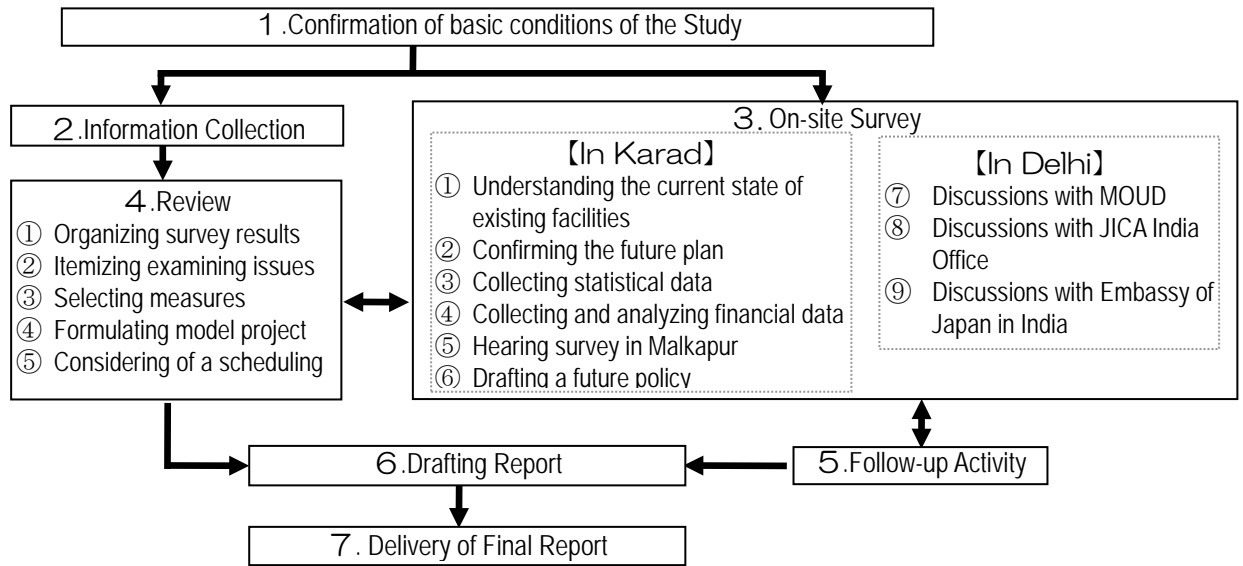 １.Confirmation of basic conditions of the Study
２.Information Collection
３. On-site Survey
４.Review
① Organizing survey results
② Itemizing examining issues
③ Selecting measures
④ Formulating model project
⑤ Considering of a scheduling
【In Karad】
① Understanding the current state of
existing facilities
② Confirming the future plan
③ Collecting statistical data
④ Collecting and analyzing financial data
⑤ Hearing survey in Malkapur
⑥ Drafting a future policy
【In Delhi】
⑦ Discussions with MOUD
⑧ Discussions with JICA India
Office
⑨ Discussions with Embassy of
Japan in India
６.Drafting Report
５.Follow-up Activity
７. Delivery of Final Report